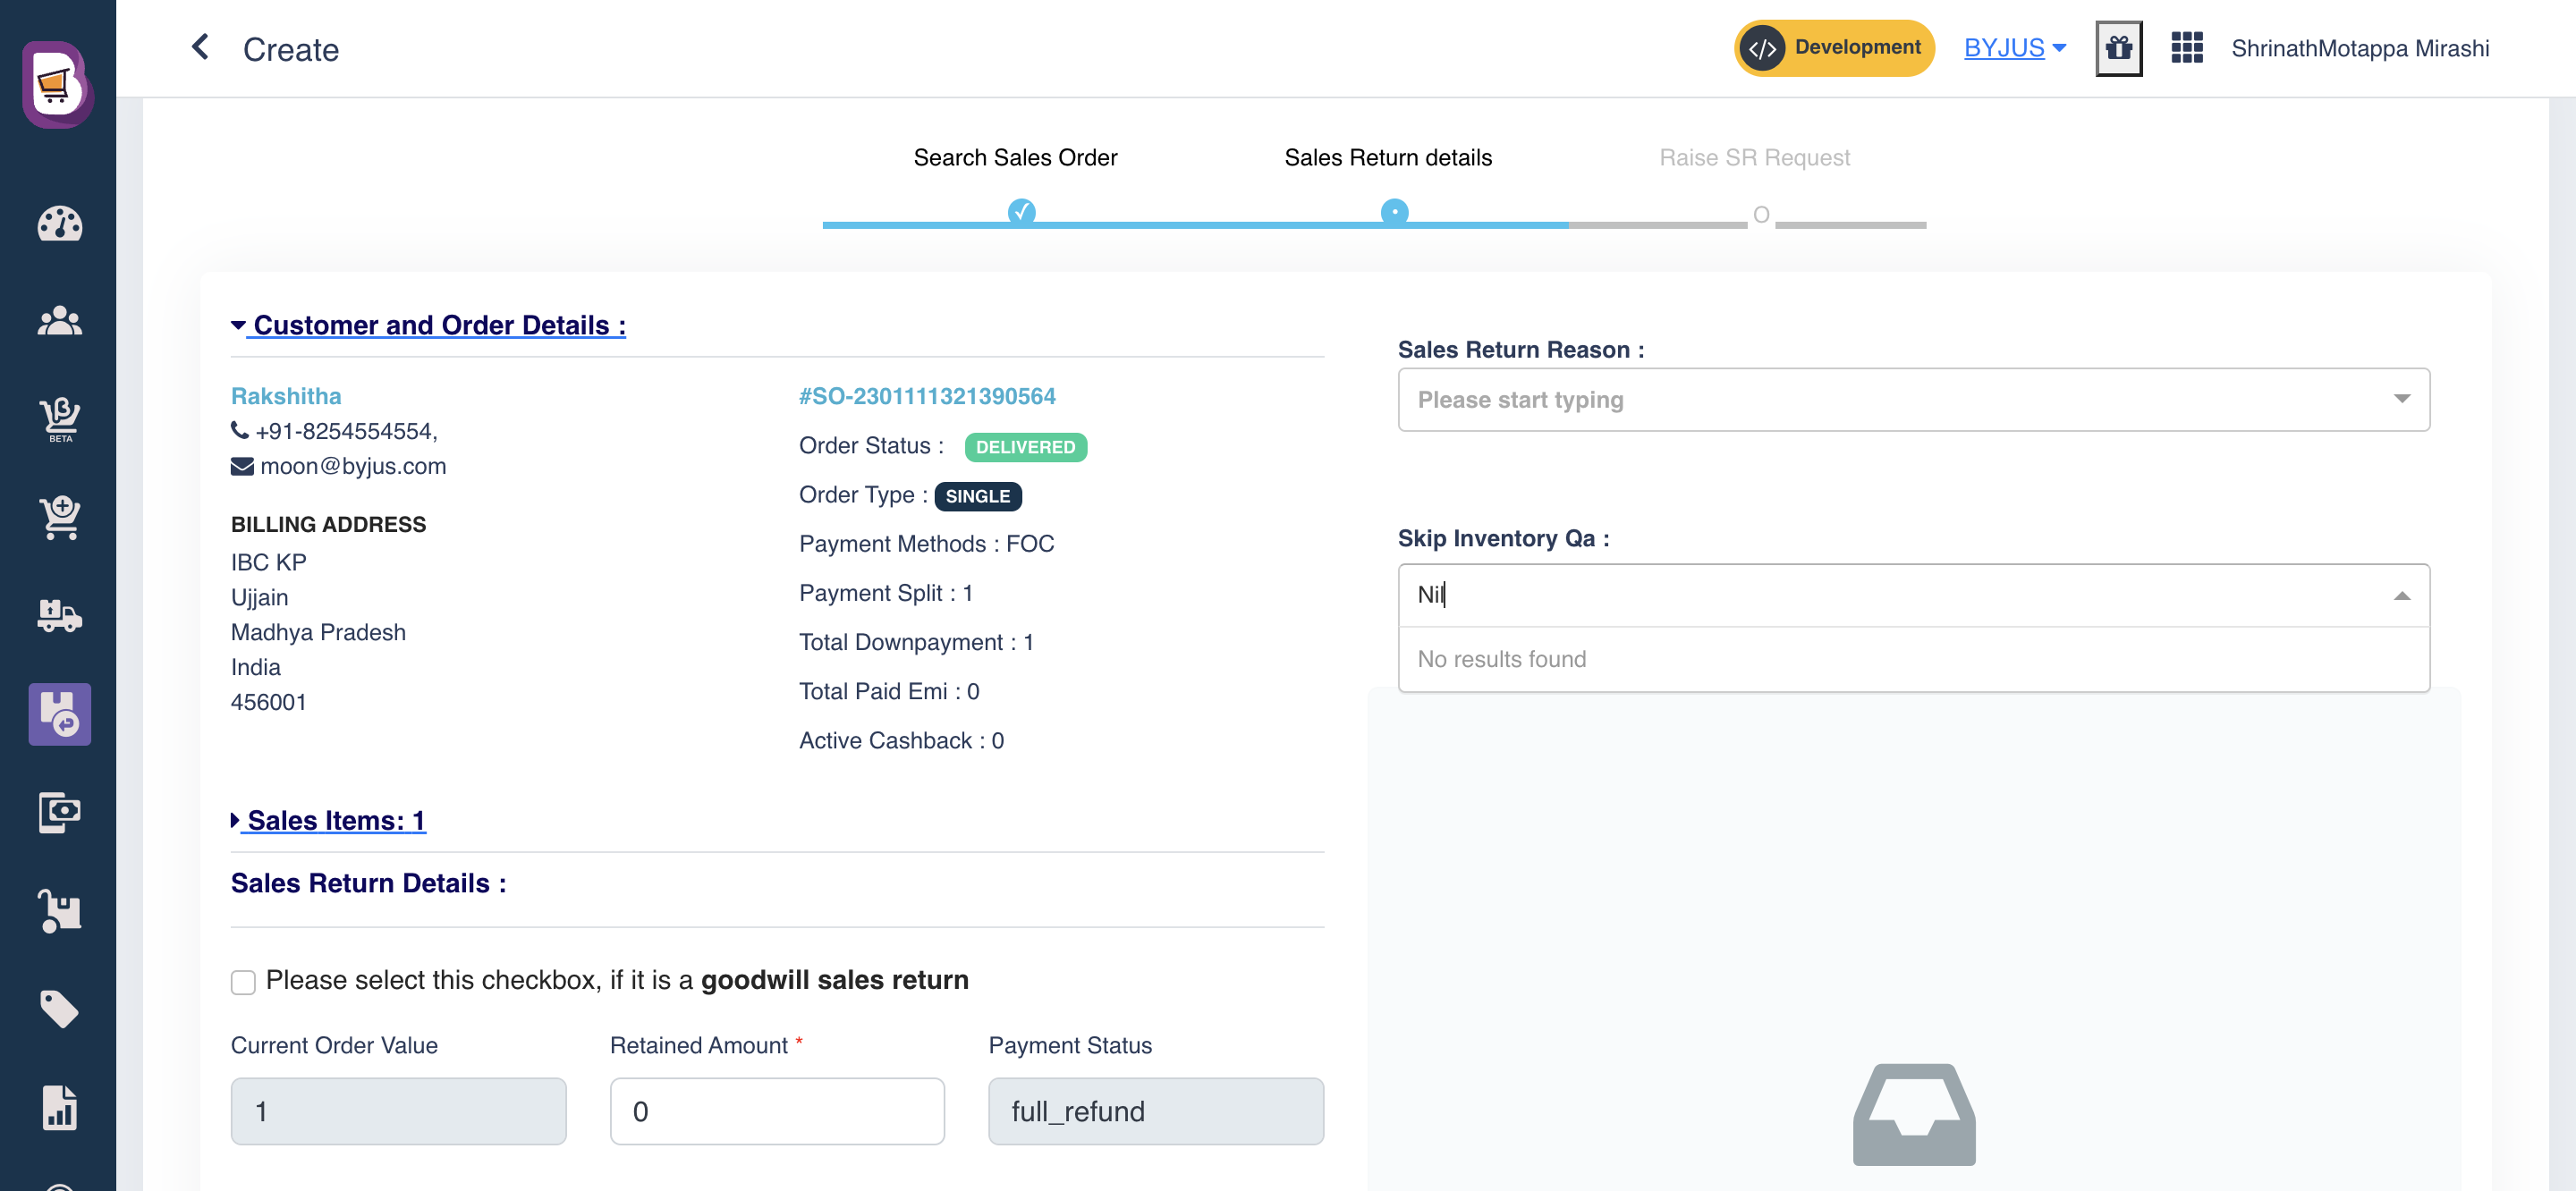 Create
Development
BYJUS
ShrinathMotappa Mirashi
BETA
Search Sales Order
Sales Return details
Raise SR Request
Customer and Order Details :
Rakshitha
+91-8254554554,
moon@byjus.com
BILLING ADDRESS
IBC KP
Ujjain
Madhya Pradesh
India
456001
#SO-2301111321390564
Order Status : DELIVERED
Order Type : SINGLE
Payment Methods : FOC
Payment Split : 1
Total Downpayment : 1
Total Paid Emi : 0
Active Cashback : 0
Sales Items: 1
Sales Return Details :
Please select this checkbox, if it is a goodwill sales return
Current Order Value
1
Retained Amount *
0
Payment Status
full_refund
Sales Return Reason :
Please start typing
Skip Inventory Qa :
Nil
No results found